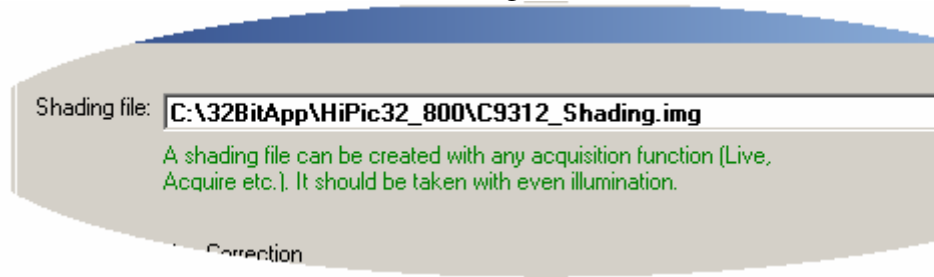 Shading file: C:\32BitApp\HiPic32_800\C9312_Shading.img
A shading file can be created with any acquisition function (Live,
Acquire etc.). It should be taken with even illumination.
Correction